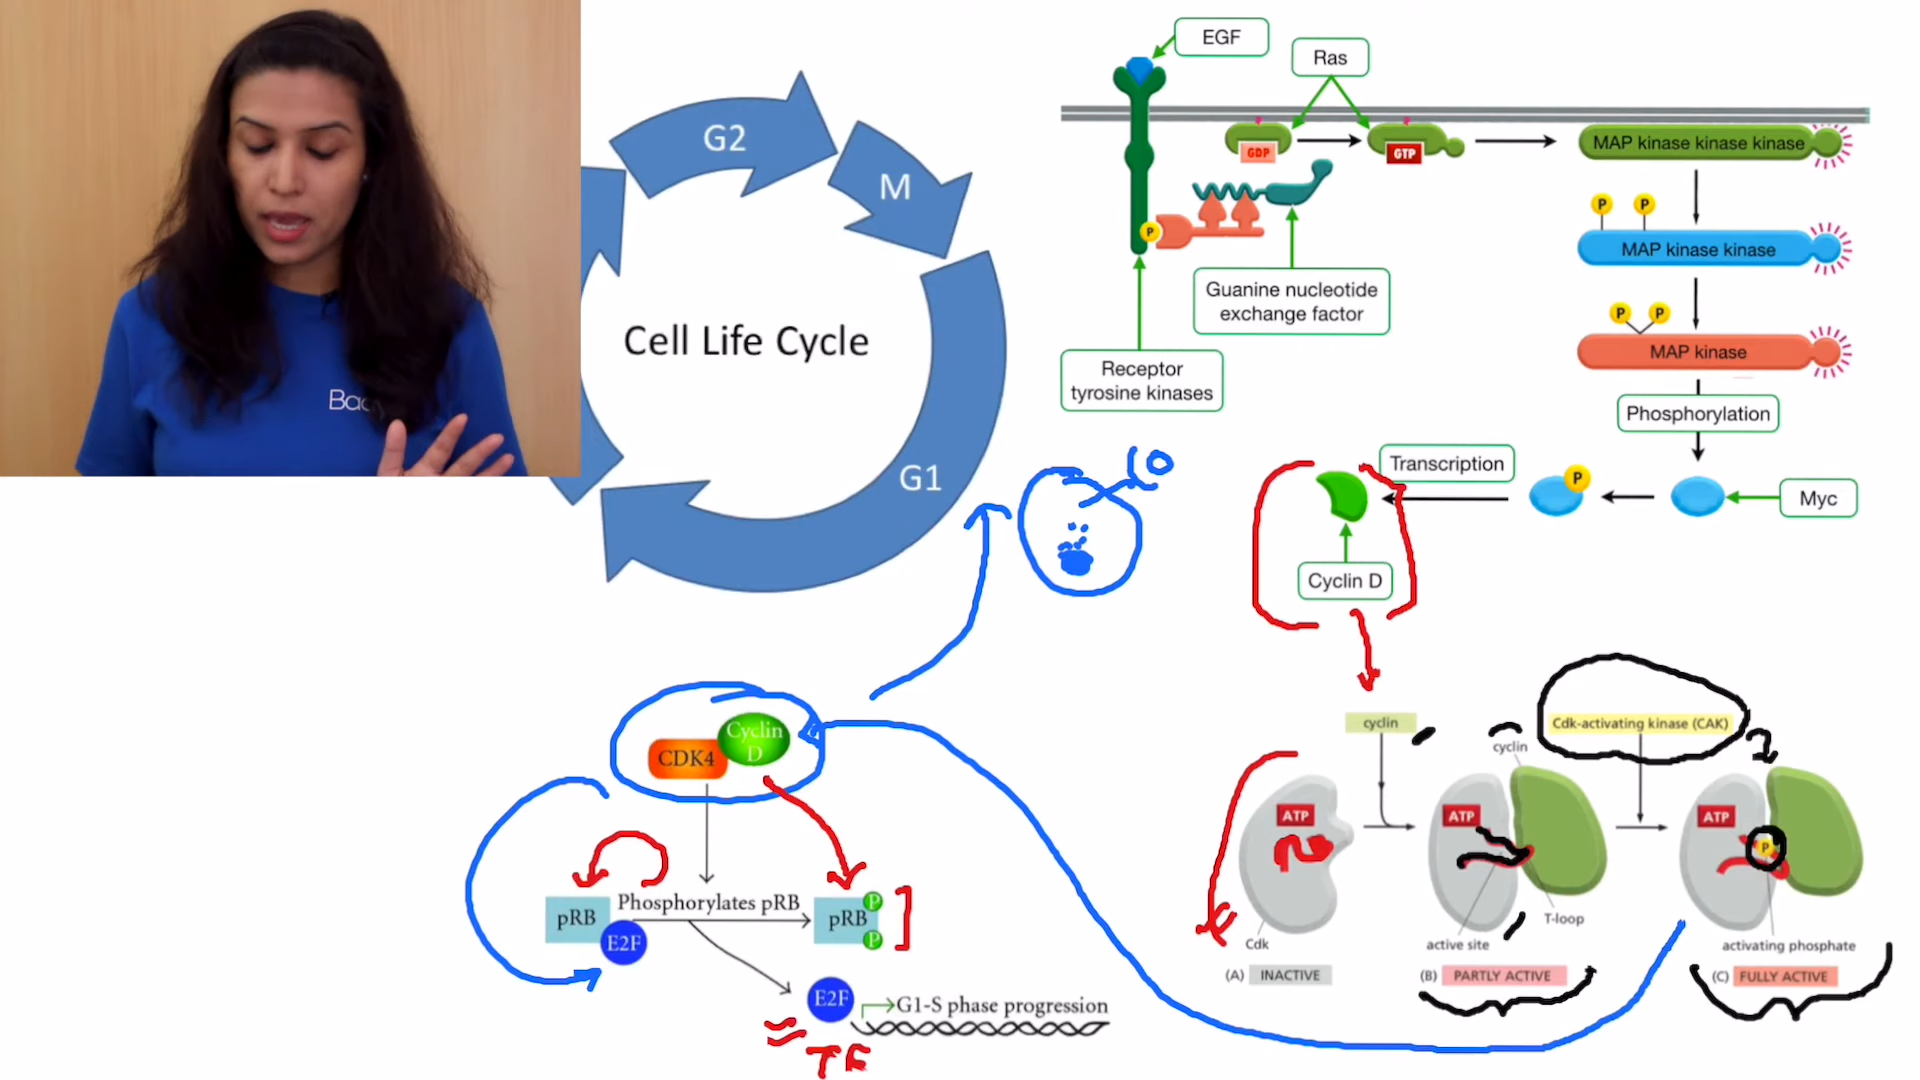 EGF
Ras
G2
M
G1
Cell Life Cycle
GDP
GTP
MAP kinase kinase kinase
P
P
MAP kinase kinase
P
P
P
MAP kinase
Guanine nucleotide
exchange factor
Receptor
tyrosine kinases
Phosphorylation
Transcription
P
Myc
Cyclin D
cyclin
Cdk-activating kinase (CAK)
cyclin
2
ATP
ATP
ATP
P
T-loop
Cdk
active site
activating phosphate
(A) INACTIVE
(B) PARTLY ACTIVE
(C) FULLY ACTIVE
Cyclin
D
CDK4
Phosphorylates pRB
pRB
E2F
pRB
P
P
E2F
G1-S phase progression
TF